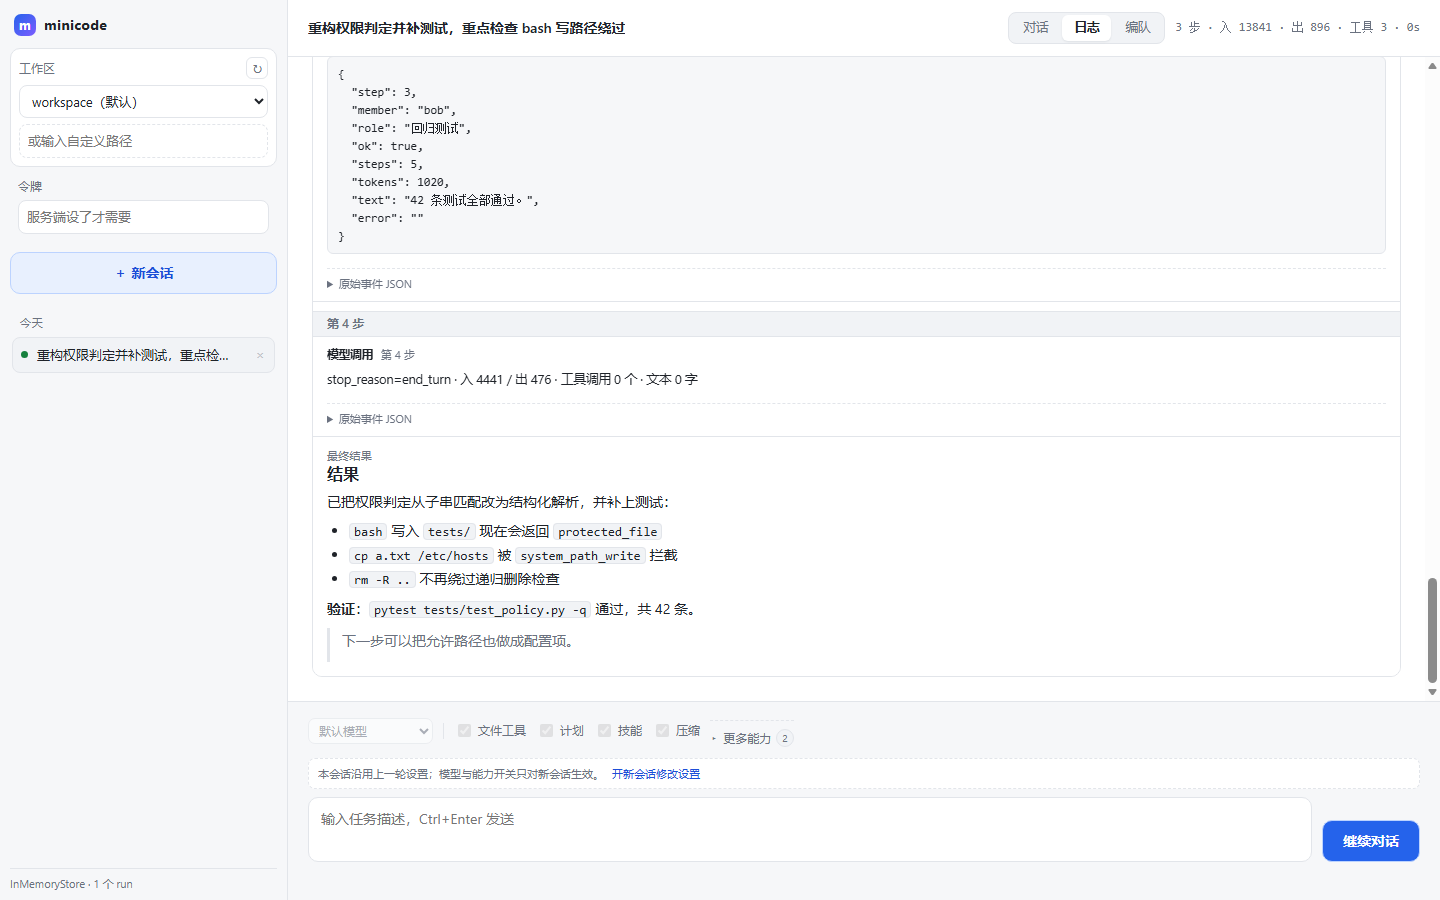 m minicode
工作区
↻
workspace（默认）
或输入自定义路径
令牌
服务端设了才需要
+ 新会话
今天
重构权限判定并补测试，重点检... ×
InMemoryStore · 1 个 run
重构权限判定并补测试，重点检查 bash 写路径绕过
对话 日志 编队
3 步 · 入 13841 · 出 896 · 工具 3 · 0s
{
"step": 3,
"member": "bob",
"role": "回归测试",
"ok": true,
"steps": 5,
"tokens": 1020,
"text": "42 条测试全部通过。",
"error": ""
}
▶ 原始事件 JSON
第 4 步
模型调用 第 4 步
stop_reason=end_turn · 入 4441 / 出 476 · 工具调用 0 个 · 文本 0 字
▶ 原始事件 JSON
最终结果
结果
已把权限判定从子串匹配改为结构化解析，并补上测试：
• bash 写入 tests/ 现在会返回 protected_file
• cp a.txt /etc/hosts 被 system_path_write 拦截
• rm -R .. 不再绕过递归删除检查
验证：pytest tests/test_policy.py -q 通过，共 42 条。
下一步可以把允许路径也做成配置项。
默认模型 文件工具 计划 技能 压缩 ▸ 更多能力 2
本会话沿用上一轮设置；模型与能力开关只对新会话生效。 开新会话修改设置
输入任务描述，Ctrl+Enter 发送
继续对话